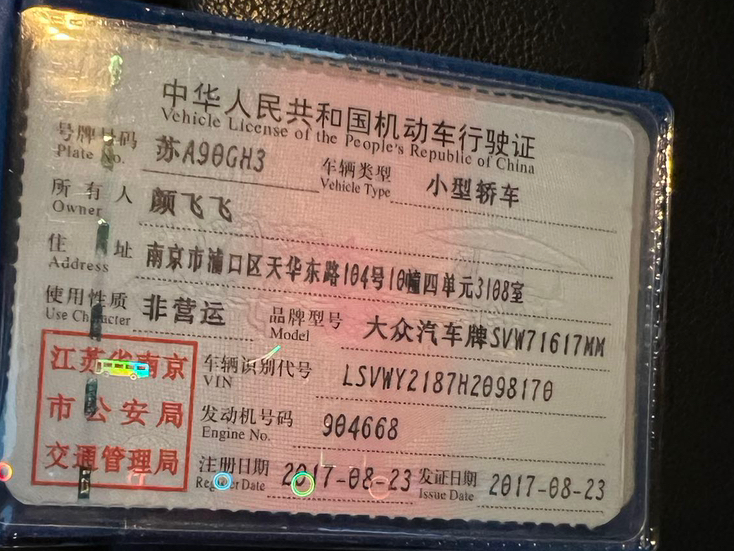 中华人民共和国机动车行驶证
Vehicle License of the People's Republic of China
号牌号码 苏A90GH3 车辆类型 小型轿车
Plate No. Vehicle Type
所有人 颜飞飞
Owner
住址 南京市浦口区天华东路104号10幢四单元3108室
Address
使用性质 非营运 品牌型号 大众汽车牌SVW71617MM
Use Character Model
江苏省南京
市公安局
交通管理局
车辆识别代号 LSVWY2187H2098170
VIN
发动机号码 904668
Engine No.
注册日期 2017-08-23 发证日期 2017-08-23
Register Date Issue Date